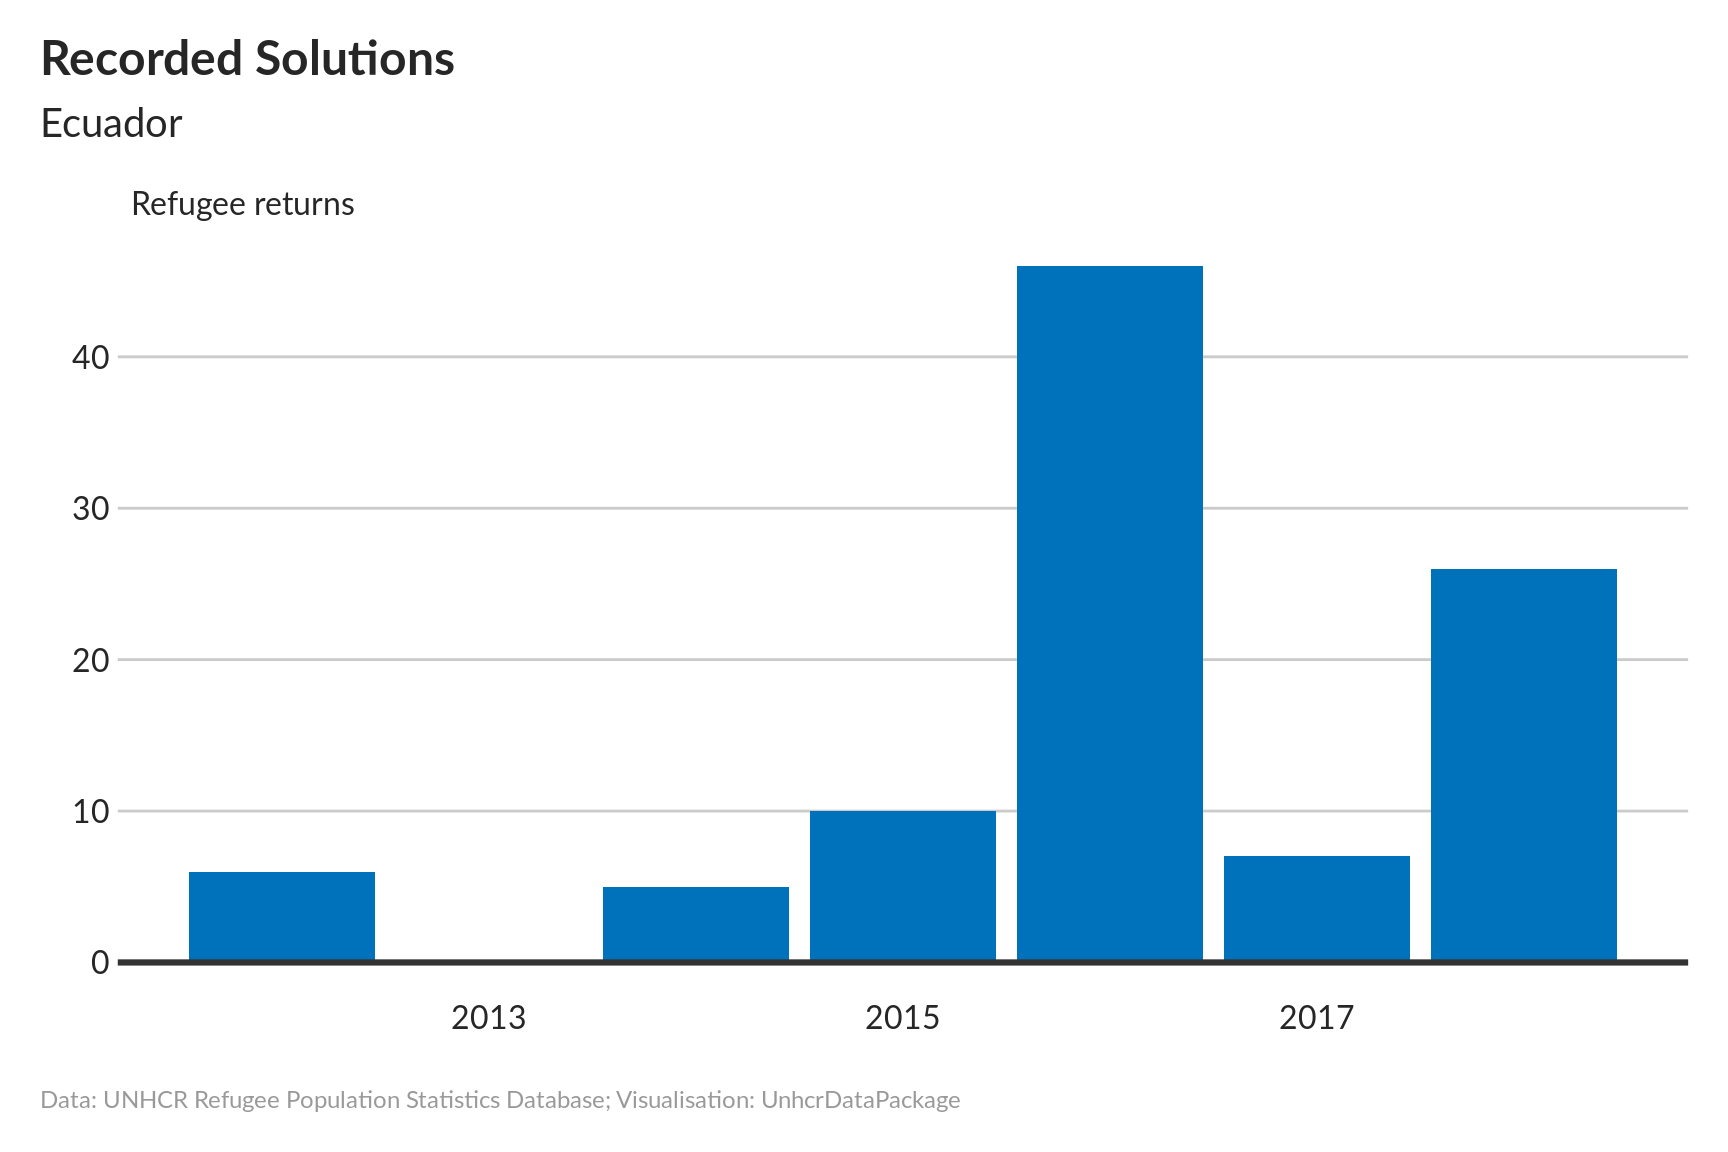 Recorded Solutions
Ecuador
Refugee returns
40
30
20
10
0
2013 2015 2017
Data: UNHCR Refugee Population Statistics Database; Visualisation: UnhcrDataPackage